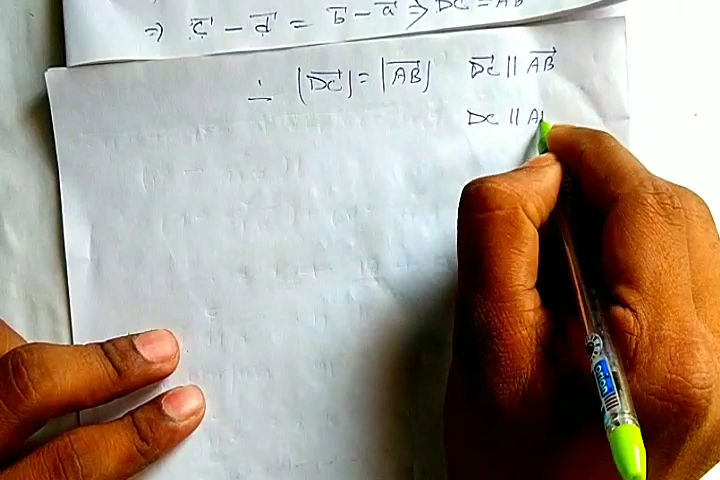 ⇒ c⃗ - d⃗ = b⃗ - a⃗ ⇒ DC⃗ = AB⃗
∴ |DC⃗| = |AB⃗| DC⃗ || AB⃗
DC || A